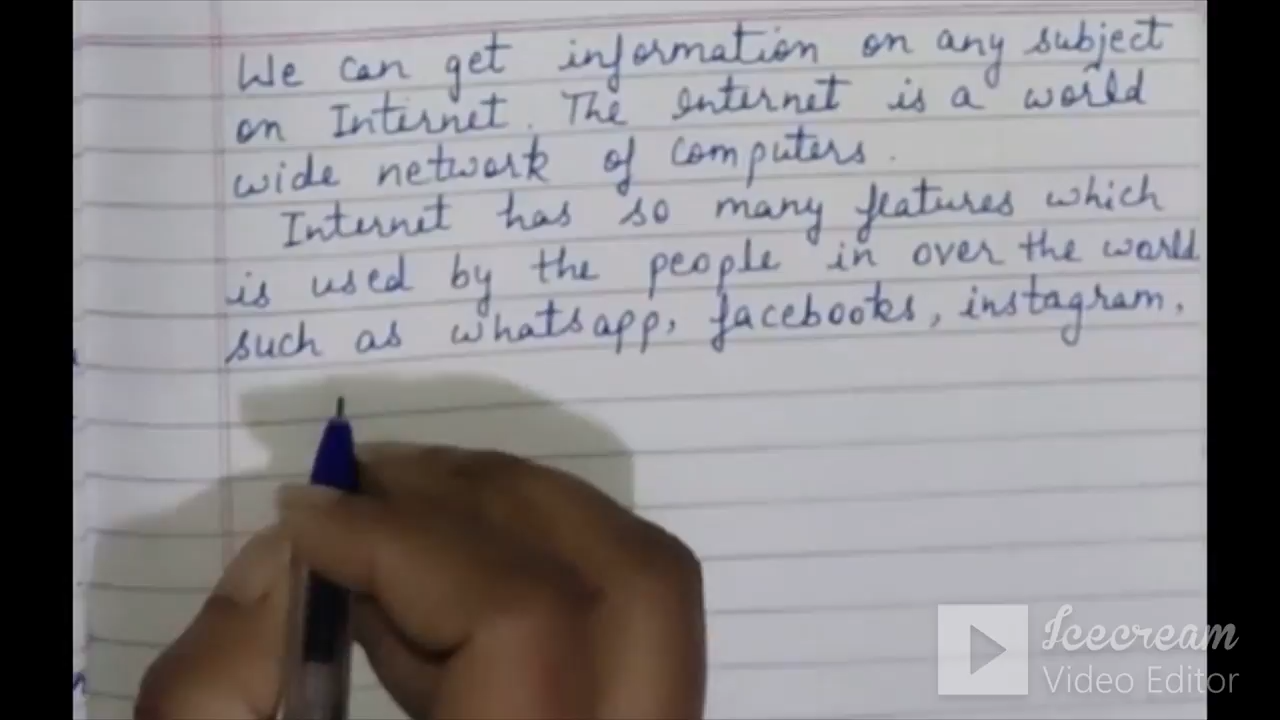 We can get information on any subject
on Internet. The Internet is a world
wide network of computers.
Internet has so many features which
is used by the people in over the world
such as whatsapp, facebooks, instagram,
Icecream
Video Editor